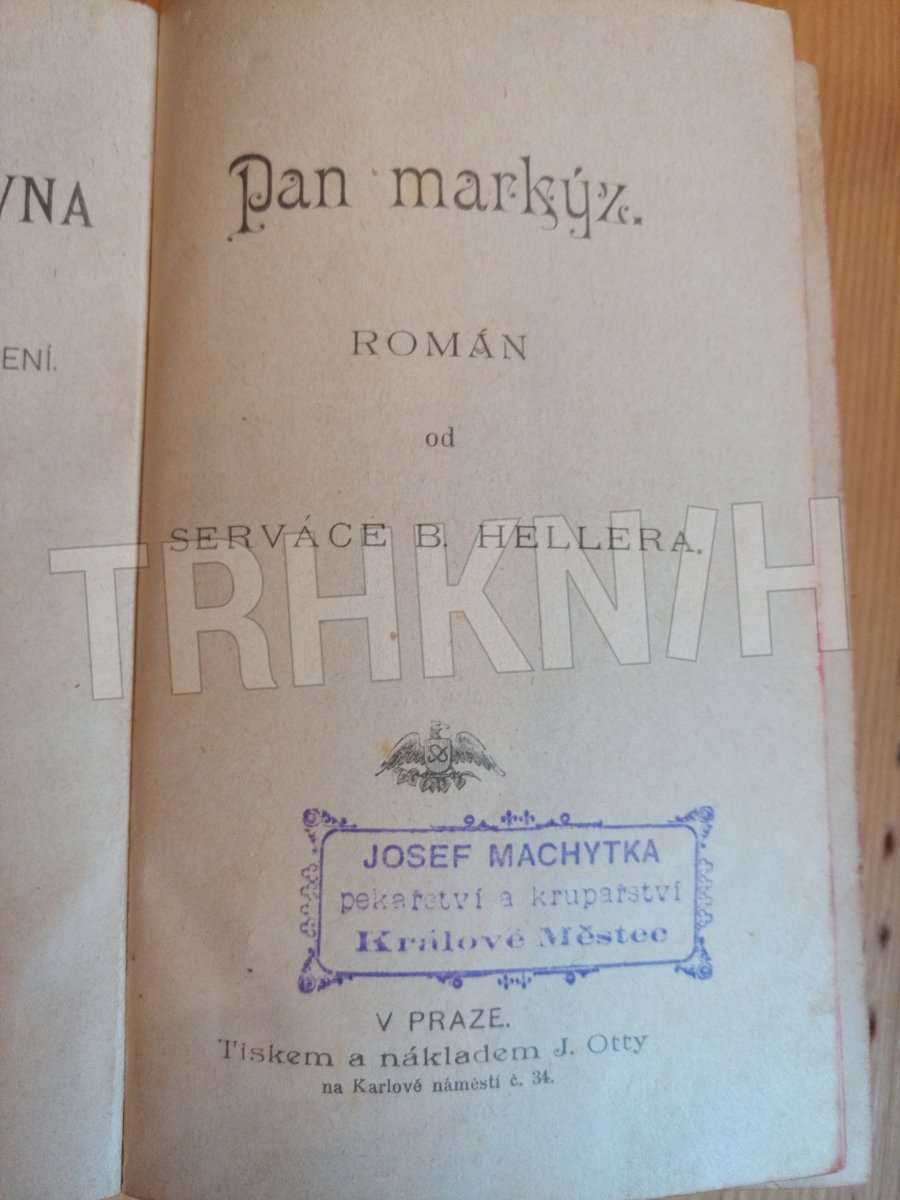 VNA
ENÍ.
Pan markýz.
ROMÁN
od
SERVÁCE B. HELLERA.
TRHKNIH
JOSEF MACHYTKA
pekařství a krupařství
Králové Městec
V PRAZE.
Tiskem a nákladem J. Otty
na Karlově náměstí č. 34.